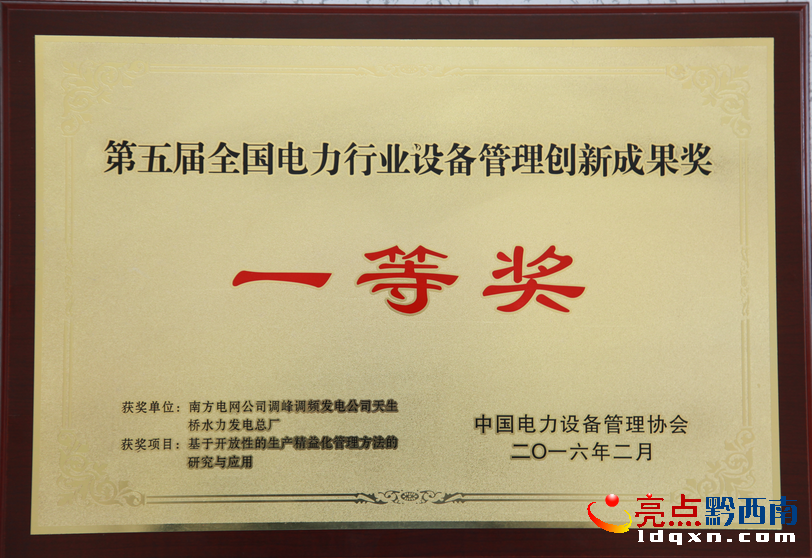 第五届全国电力行业设备管理创新成果奖
一等奖
获奖单位：南方电网公司调峰调频发电公司天生
桥水力发电总厂
获奖项目：基于开放性的生产精益化管理方法的
研究与应用
中国电力设备管理协会
二〇一六年二月
亮点黔西南
ldqxn.com